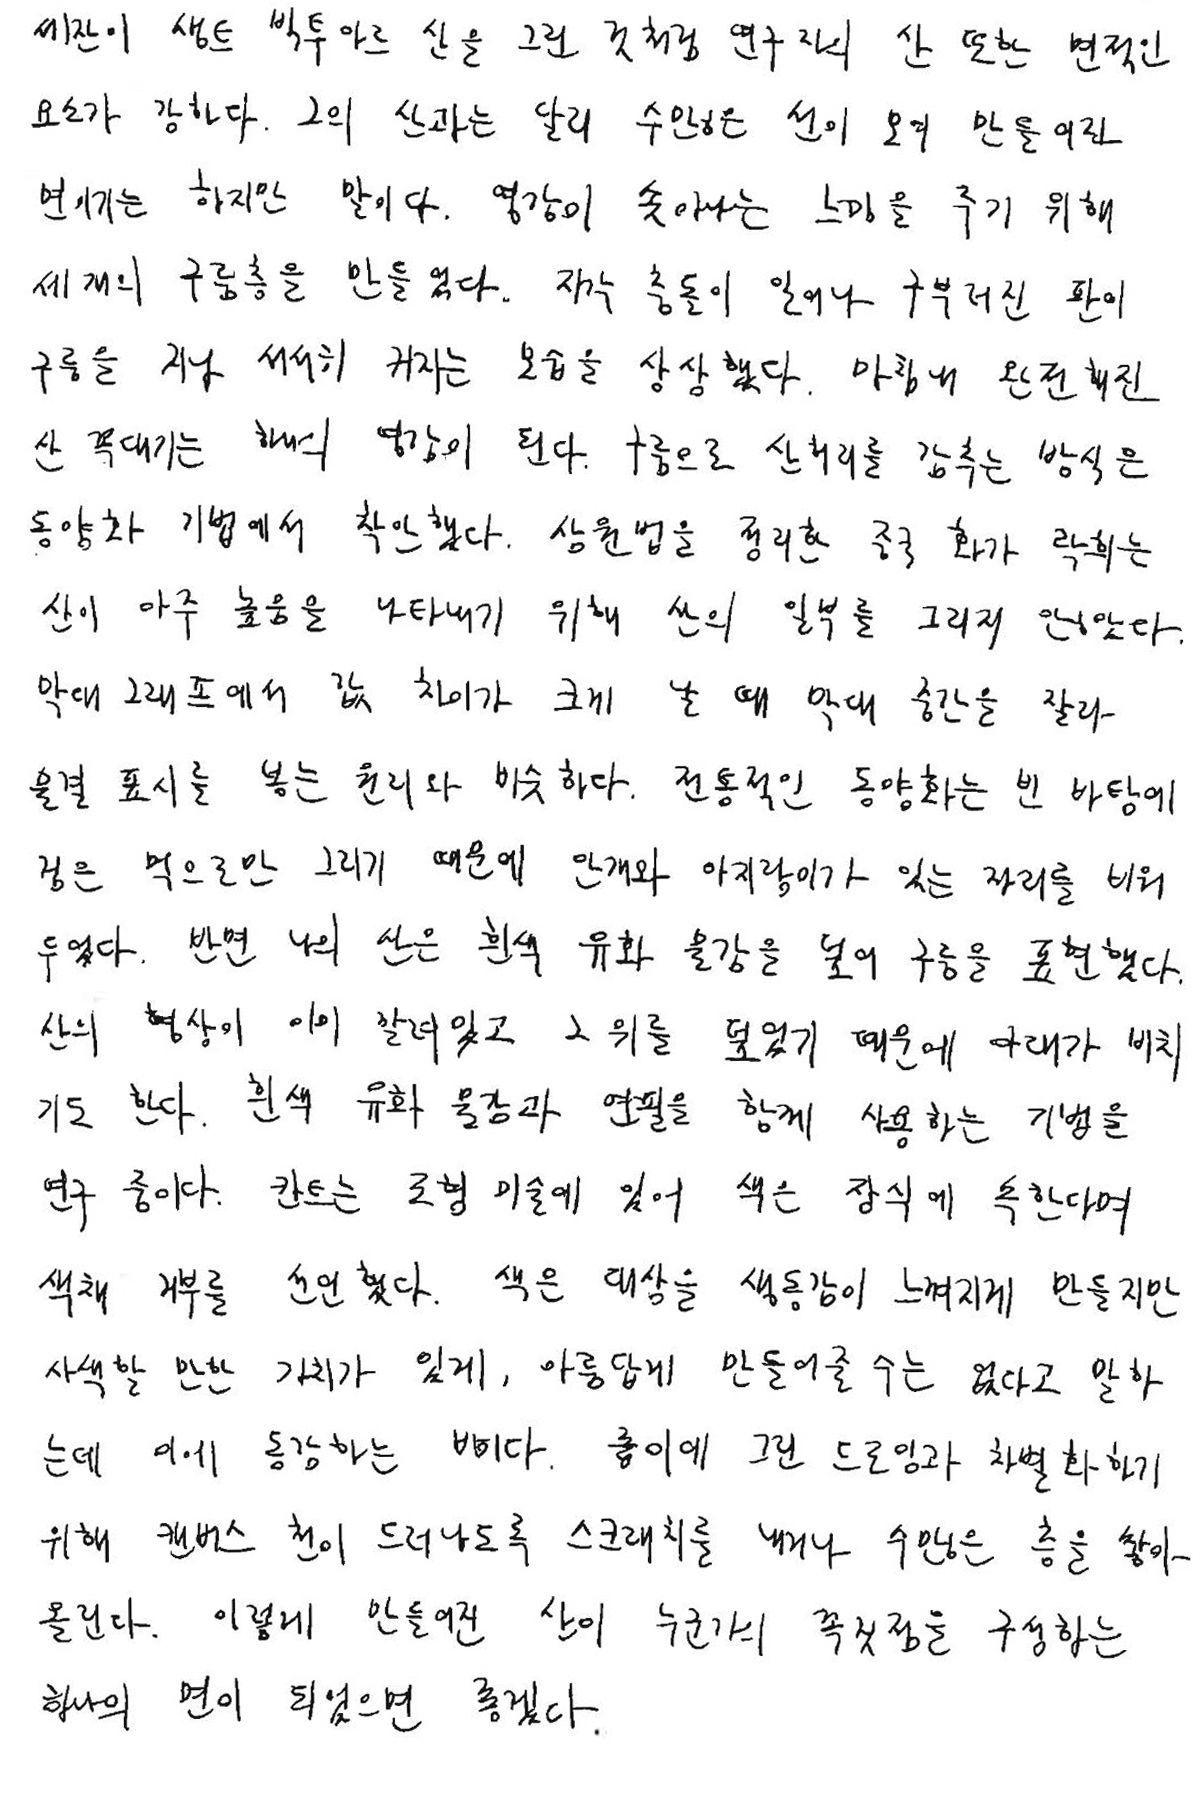 세잔이 생트 빅투아르 산을 그린 것처럼 연구자의 산 또한 면적인
요소가 강하다. 그의 산과는 달리 수많은 선이 모여 만들어진
면이기는 하지만 말이다. 영감이 솟아나는 느낌을 주기 위해
세 개의 구름층을 만들었다. 지각 충돌이 일어나 구부러진 판이
구름을 지나 서서히 커지는 모습을 상상했다. 마침내 완전해진
산 꼭대기는 하나의 영감이 된다. 구름으로 산허리를 감추는 방식은
동양화 기법에서 착안했다. 삼원법을 정리한 중국 화가 곽희는
산이 아주 높음을 나타내기 위해 산의 일부를 그리지 않았다.
막대 그래프에서 값 차이가 크게 날 때 막대 중간을 잘라
물결 표시를 넣는 원리와 비슷하다. 전통적인 동양화는 빈 바탕에
검은 먹으로만 그리기 때문에 안개와 아지랑이가 있는 자리를 비워
두었다. 반면 나의 산은 흰색 유화 물감을 덮어 구름을 표현했다.
산의 형상이 이미 깔려있고 그 위를 덮었기 때문에 아래가 비치
기도 한다. 흰색 유화 물감과 연필을 함께 사용하는 기법을
연구 중이다. 칸트는 조형 미술에 있어 색은 장식에 속한다며
색채 거부를 선언했다. 색은 대상을 생동감이 느껴지게 만들지만
사색할 만한 가치가 있게, 아름답게 만들어줄 수는 없다고 말하
는데 이에 동감하는 바이다. 종이에 그린 드로잉과 차별화하기
위해 캔버스 천이 드러나도록 스크래치를 내거나 수많은 층을 쌓아
올린다. 이렇게 만들어진 산이 누군가의 꼭짓점을 구성하는
하나의 면이 되었으면 좋겠다.